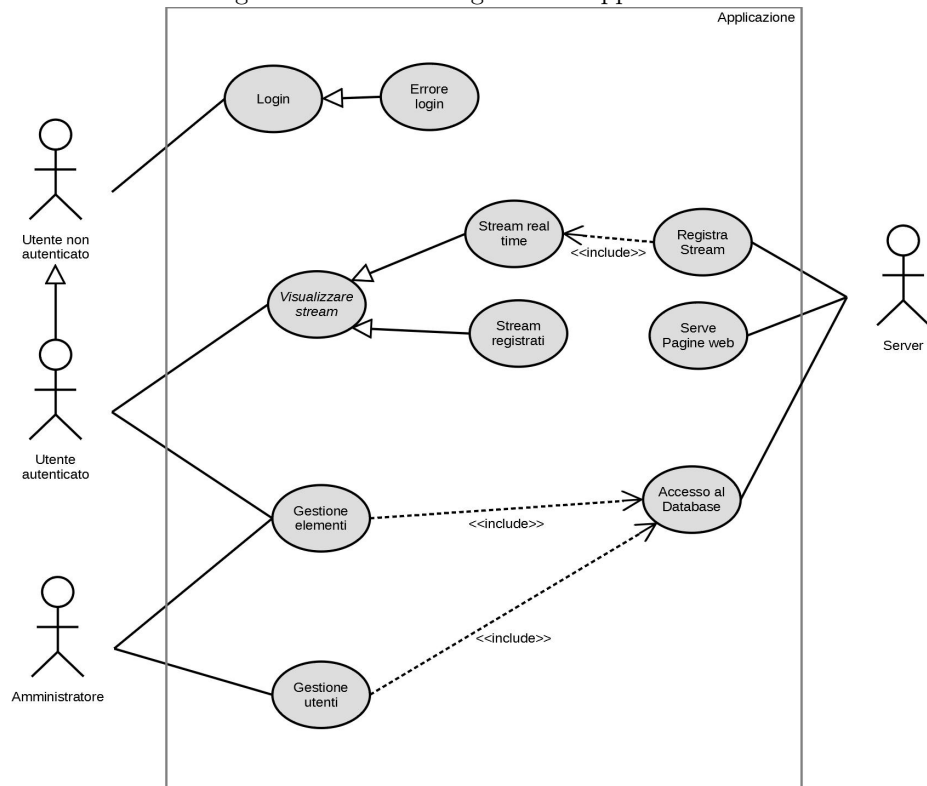 Applicazione
Login
Errore
login
Utente non
autenticato
Stream real
time
<<include>>
Registra
Stream
Visualizzare
stream
Stream
registrati
Serve
Pagine web
Server
Utente
autenticato
Gestione
elementi
<<include>>
Accesso al
Database
<<include>>
Amministratore
Gestione
utenti